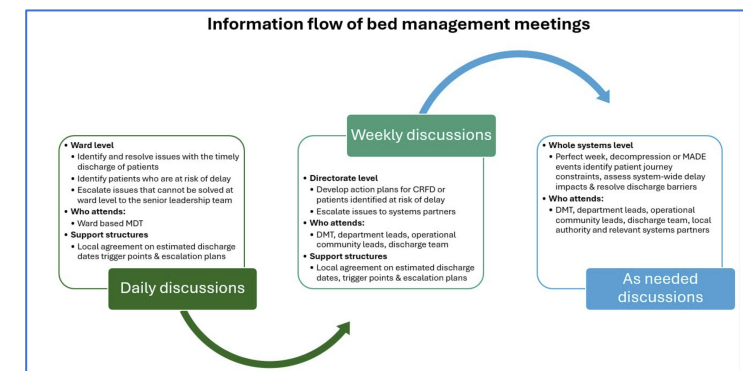 Information flow of bed management meetings
• Ward level
• Identify and resolve issues with the timely
discharge of patients
• Identify patients who are at risk of delay
• Escalate issues that cannot be solved at
ward level to the senior leadership team
• Who attends:
• Ward based MDT
• Support structures
• Local agreement on estimated discharge
dates trigger points & escalation plans
Daily discussions
Weekly discussions
• Directorate level
• Develop action plans for CRFD or
patients identified at risk of delay
• Escalate issues to systems partners
• Who attends:
• DMT, department leads, operational
community leads, discharge team
• Support structures
• Local agreement on estimated discharge
dates, trigger points & escalation plans
• Whole systems level
• Perfect week, decompression or MADE
events identify patient journey
constraints, assess system-wide delay
impacts & resolve discharge barriers
• Who attends:
• DMT, department leads, operational
community leads, discharge team, local
authority and relevant systems partners
As needed
discussions